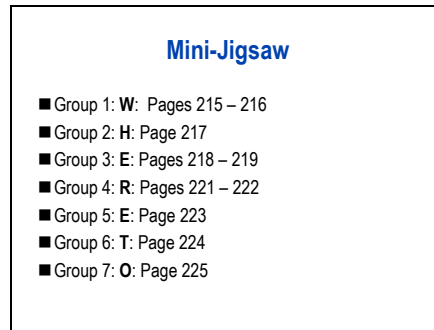 Mini-Jigsaw
■ Group 1: W: Pages 215 – 216
■ Group 2: H: Page 217
■ Group 3: E: Pages 218 – 219
■ Group 4: R: Pages 221 – 222
■ Group 5: E: Page 223
■ Group 6: T: Page 224
■ Group 7: O: Page 225